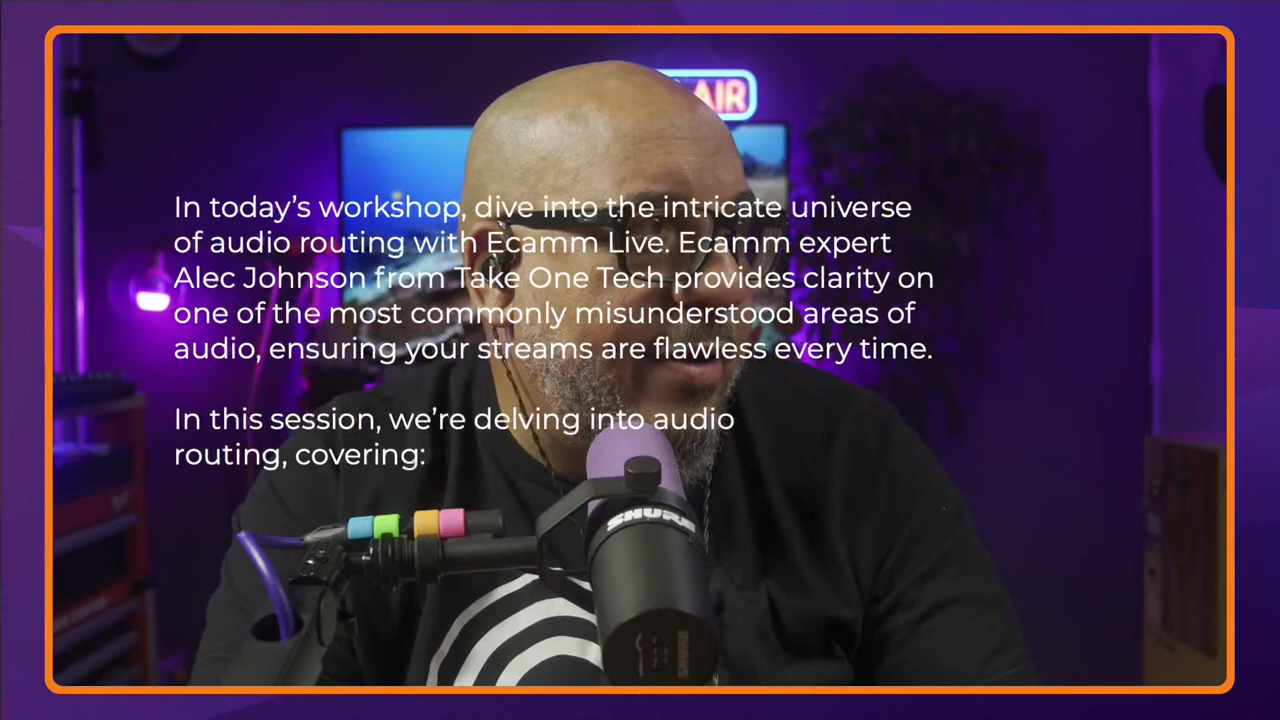 AIR
In today’s workshop, dive into the intricate universe
of audio routing with Ecamm Live. Ecamm expert
Alec Johnson from Take One Tech provides clarity on
one of the most commonly misunderstood areas of
audio, ensuring your streams are flawless every time.
In this session, we’re delving into audio
routing, covering:
SHURE